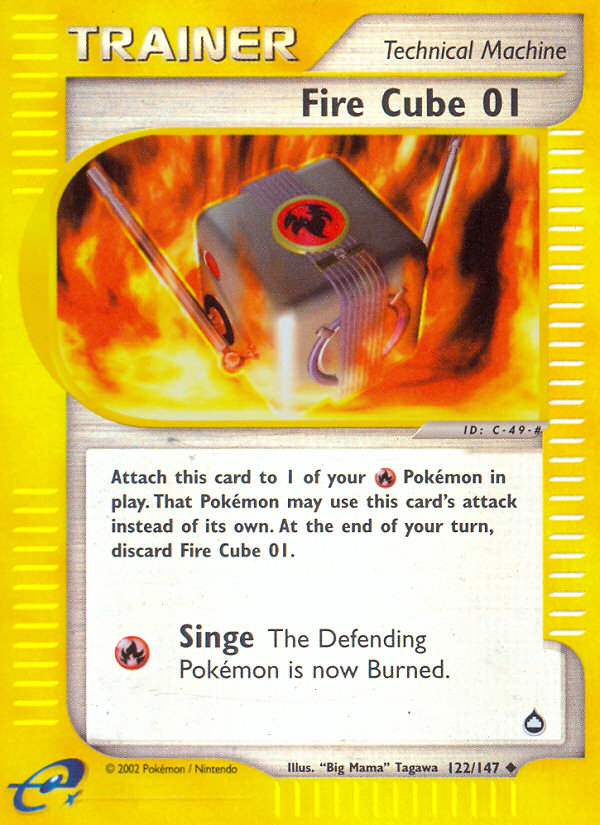 TRAINER
Technical Machine
Fire Cube 01
ID: C-49-#
Attach this card to 1 of your Pokémon in
play. That Pokémon may use this card's attack
instead of its own. At the end of your turn,
discard Fire Cube 01.
Singe The Defending
Pokémon is now Burned.
e
© 2002 Pokémon / Nintendo
Illus. "Big Mama" Tagawa 122/147 ◆